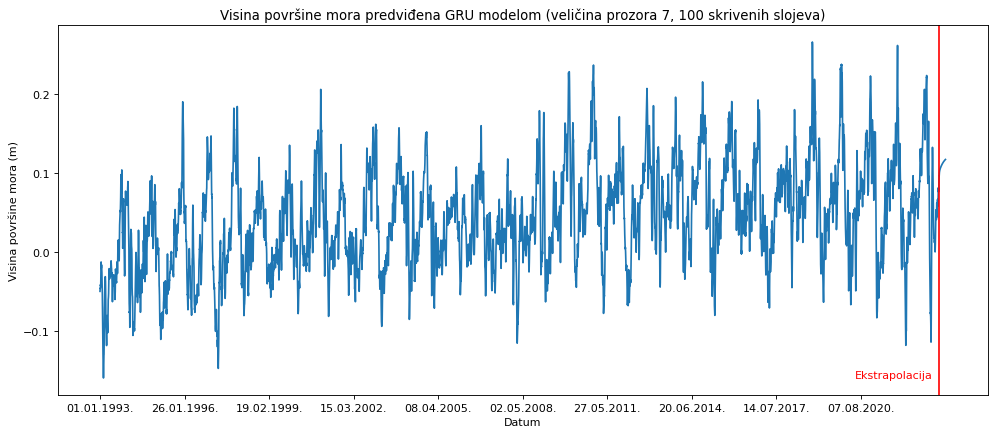 Visina površine mora predviđena GRU modelom (veličina prozora 7, 100 skrivenih slojeva)
Visina površine mora (m)
0.2
0.1
0.0
−0.1
Ekstrapolacija
01.01.1993. 26.01.1996. 19.02.1999. 15.03.2002. 08.04.2005. 02.05.2008. 27.05.2011. 20.06.2014. 14.07.2017. 07.08.2020.
Datum